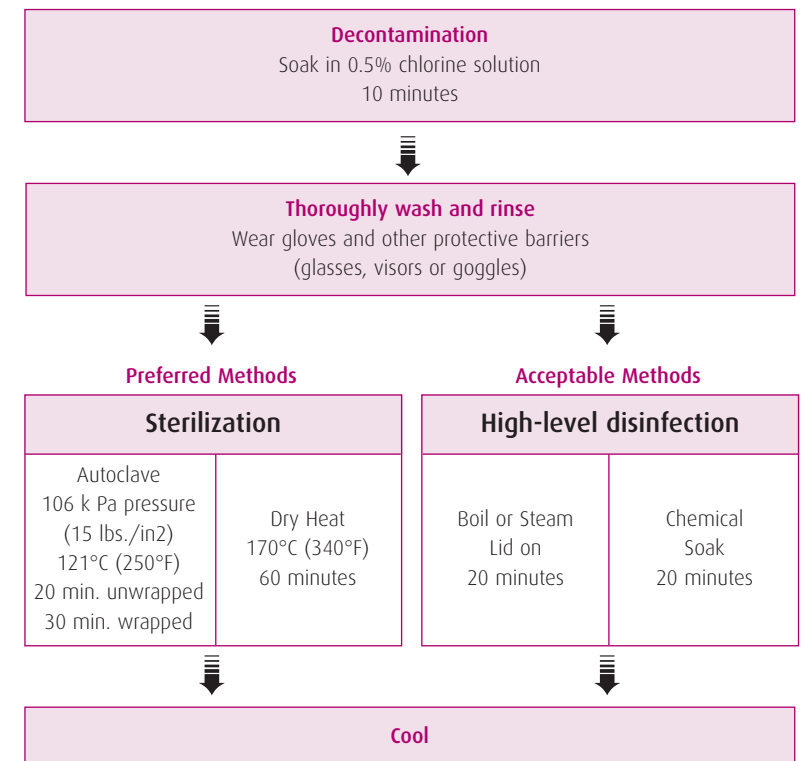 Decontamination
Soak in 0.5% chlorine solution
10 minutes
Thoroughly wash and rinse
Wear gloves and other protective barriers
(glasses, visors or goggles)
Preferred Methods
Sterilization
Autoclave
106 k Pa pressure
(15 lbs./in2)
121°C (250°F)
20 min. unwrapped
30 min. wrapped
Dry Heat
170°C (340°F)
60 minutes
Acceptable Methods
High-level disinfection
Boil or Steam
Lid on
20 minutes
Chemical
Soak
20 minutes
Cool